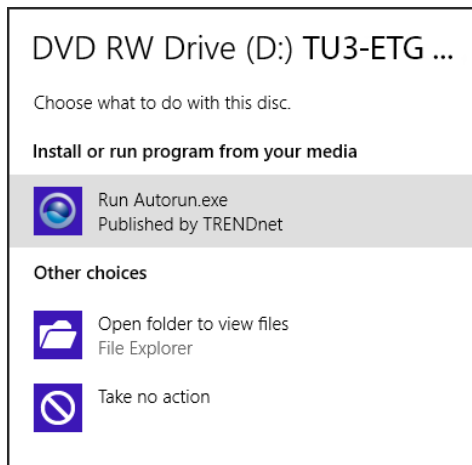 DVD RW Drive (D:) TU3-ETG ...
Choose what to do with this disc.
Install or run program from your media
Run Autorun.exe
Published by TRENDnet
Other choices
Open folder to view files
File Explorer
Take no action